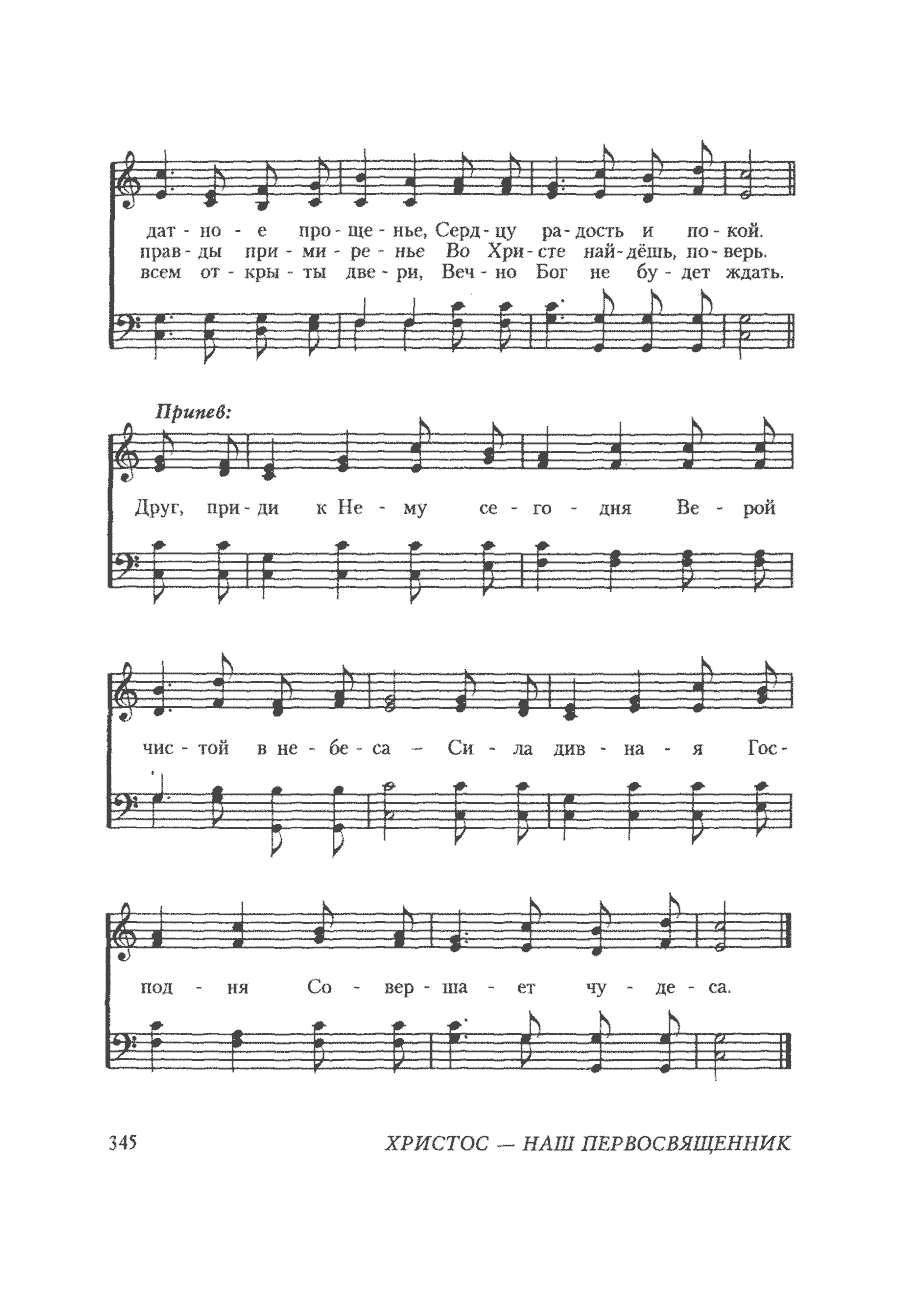 дат - но - е про - ще - нье, Серд - цу ра - дость и по - кой.
прав - ды при - ми - ре - нье Во Хри - сте най - дёшь, по - верь.
всем от - кры - ты две - ри, Веч - но Бог не бу - дет ждать.
Припев:
Друг, при - ди к Не - му се - го - дня Ве - рой
чис - той в не - бе - са – Си - ла див - на - я Гос -
под - ня Со - вер - ша - ет чу - де - са.
345 ХРИСТОС — НАШ ПЕРВОСВЯЩЕННИК